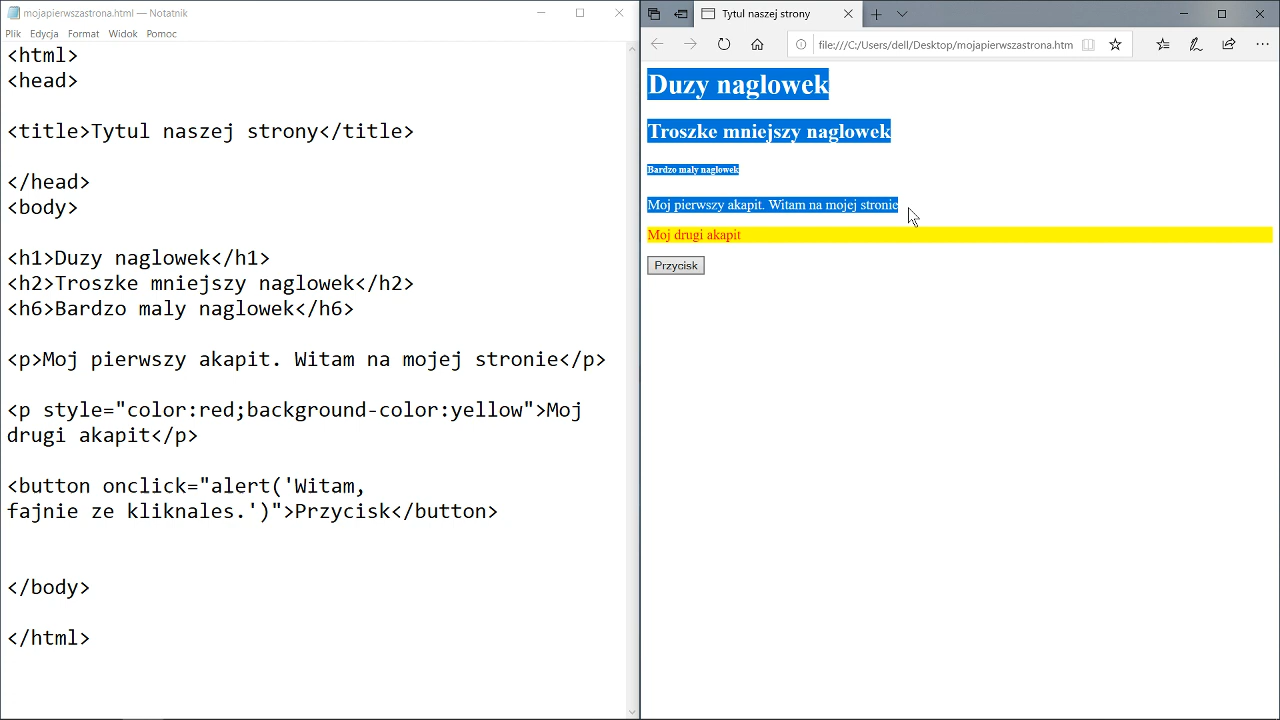 mojapierwszastrona.html — Notatnik
Plik Edycja Format Widok Pomoc
<html>
<head>
<title>Tytul naszej strony</title>
</head>
<body>
<h1>Duzy naglowek</h1>
<h2>Troszke mniejszy naglowek</h2>
<h6>Bardzo maly naglowek</h6>
<p>Moj pierwszy akapit. Witam na mojej stronie</p>
<p style="color:red;background-color:yellow">Moj
drugi akapit</p>
<button onclick="alert('Witam,
fajnie ze kliknales.')">Przycisk</button>
</body>
</html>
Tytul naszej strony
file:///C:/Users/dell/Desktop/mojapierwszastrona.htm
Duzy naglowek
Troszke mniejszy naglowek
Bardzo maly naglowek
Moj pierwszy akapit. Witam na mojej stronie
Moj drugi akapit
Przycisk